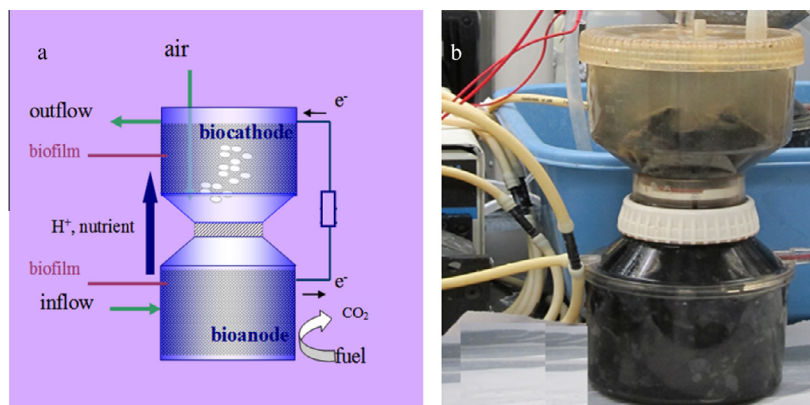 a
air
outflow
e-
biocathode
biofilm
H+, nutrient
biofilm
e-
inflow
CO2
bioanode
fuel
b